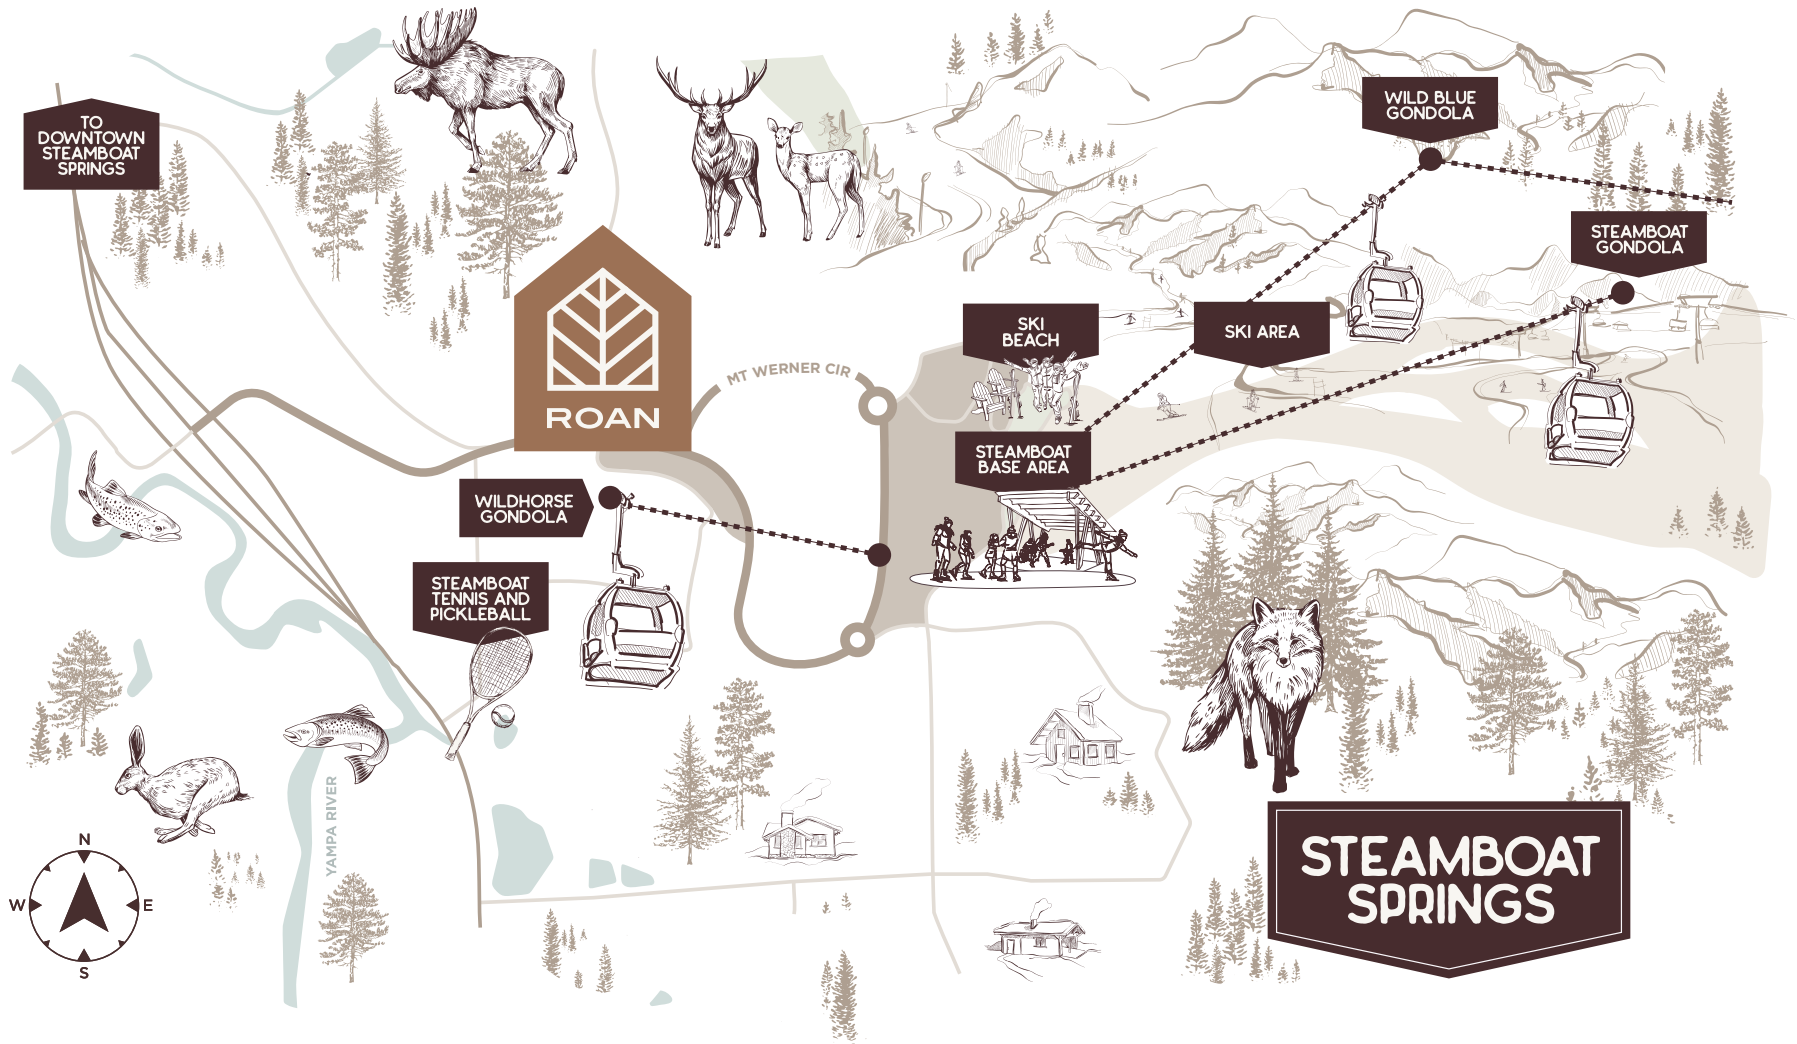 TO
DOWNTOWN
STEAMBOAT
SPRINGS
WILD BLUE
GONDOLA
STEAMBOAT
GONDOLA
SKI
BEACH
SKI AREA
MT WERNER CIR
ROAN
STEAMBOAT
BASE AREA
WILDHORSE
GONDOLA
STEAMBOAT
TENNIS AND
PICKLEBALL
YAMPA RIVER
N
W
E
S
STEAMBOAT
SPRINGS